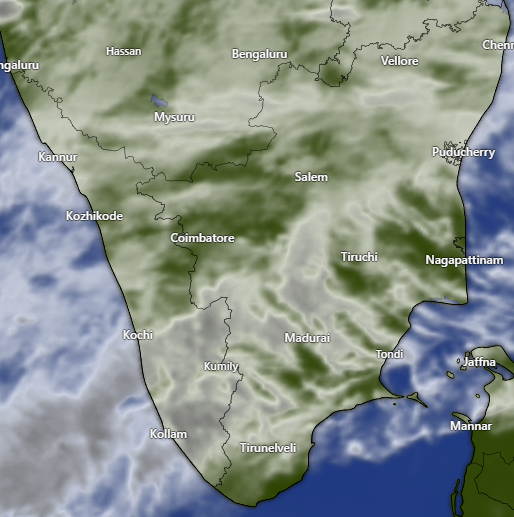 Hassan
Bengaluru
Chenn
Vellore
ngaluru
Mysuru
Kannur
Puducherry
Salem
Kozhikode
Coimbatore
Tiruchi
Nagapattinam
Kochi
Madurai
Tondi
Jaffna
Kumily
Mannar
Kollam
Tirunelveli